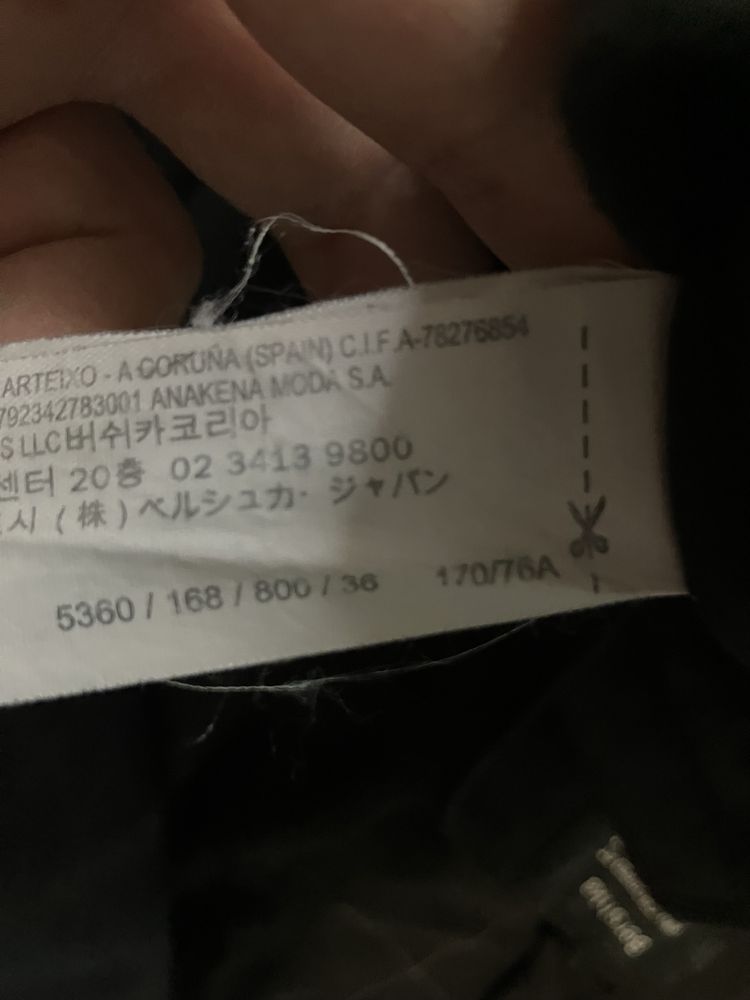 ARTEIXO - A CORUÑA (SPAIN) C.I.F. A-78276854
792342783001 ANAKENA MODA S.A.
S LLC버쉬카코리아
센터 20층 02 3413 9800
시 (株) ベルシュカ· ジャパン
5360 / 168 / 800 / 36 170/76A